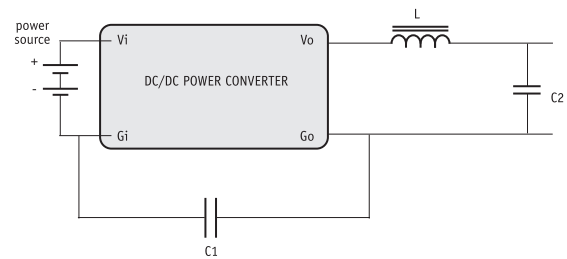 power
source
+
-
Vi
Vo
DC/DC POWER CONVERTER
Gi
Go
L
C2
C1